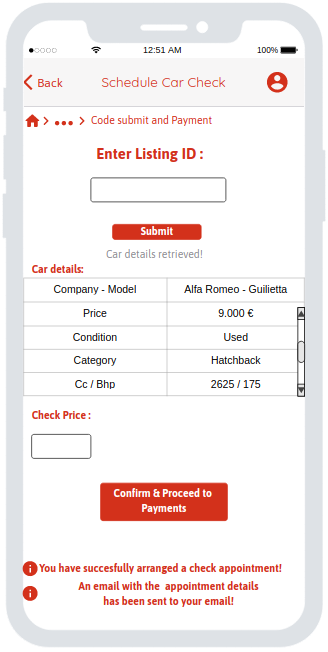 12:51 AM 100%
Back Schedule Car Check
Code submit and Payment
Enter Listing ID :
Submit
Car details retrieved!
Car details:
Company - Model Alfa Romeo - Guilietta
Price 9.000 €
Condition Used
Category Hatchback
Cc / Bhp 2625 / 175
Check Price :
Confirm & Proceed to
Payments
You have succesfully arranged a check appointment!
An email with the appointment details
has been sent to your email!